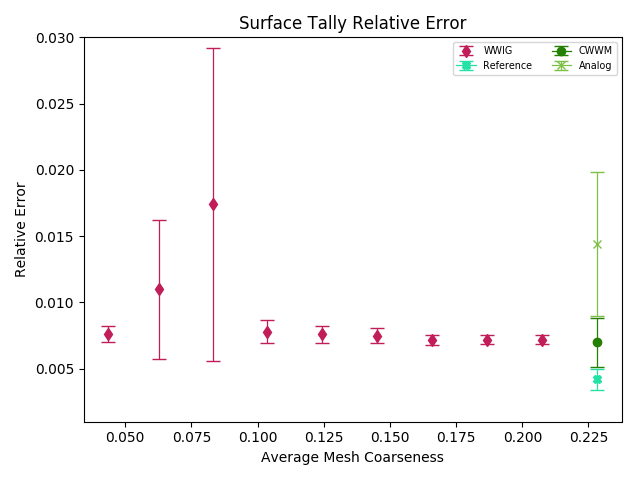 Surface Tally Relative Error
0.030
0.025
0.020
0.015
0.010
0.005
Relative Error
WWIG
Reference
CWWM
Analog
0.050
0.075
0.100
0.125
0.150
0.175
0.200
0.225
Average Mesh Coarseness